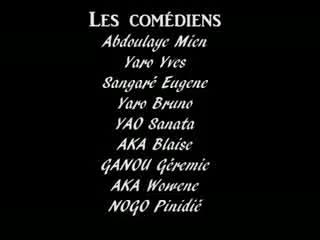 Les comédiens
Abdoulaye Mien
Yaro Yves
Sangaré Eugene
Yaro Bruno
YAO Sanata
AKA Blaise
GANOU Géremie
AKA Wowene
NOGO Pinidié